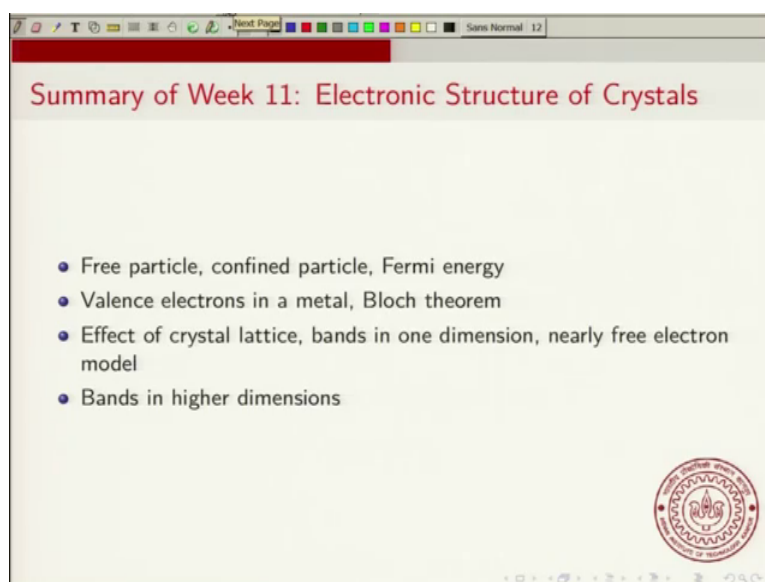 T
Next Page
Sans Normal 12
Summary of Week 11: Electronic Structure of Crystals
Free particle, confined particle, Fermi energy
Valence electrons in a metal, Bloch theorem
Effect of crystal lattice, bands in one dimension, nearly free electron
model
Bands in higher dimensions